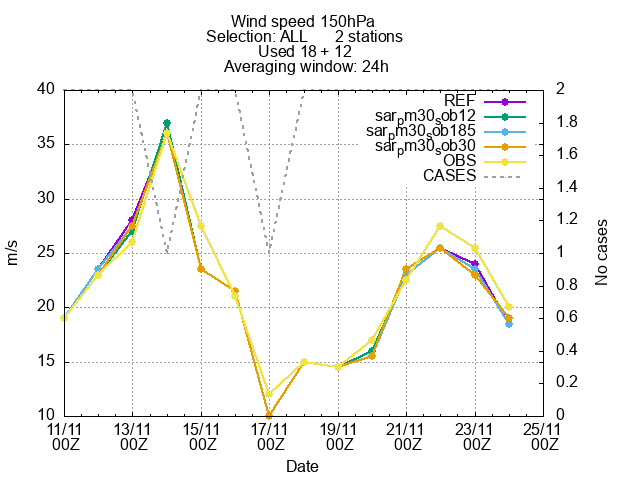 Wind speed 150hPa
Selection: ALL 2 stations
Used 18 + 12
Averaging window: 24h
REF
sarpm30sob12
sarpm30sob185
sarpm30sob30
OBS
CASES
40
35
30
25
20
15
10
m/s
2
1.8
1.6
1.4
1.2
1
0.8
0.6
0.4
0.2
0
No cases
11/11 13/11 15/11 17/11 19/11 21/11 23/11 25/11
00Z 00Z 00Z 00Z 00Z 00Z 00Z 00Z
Date